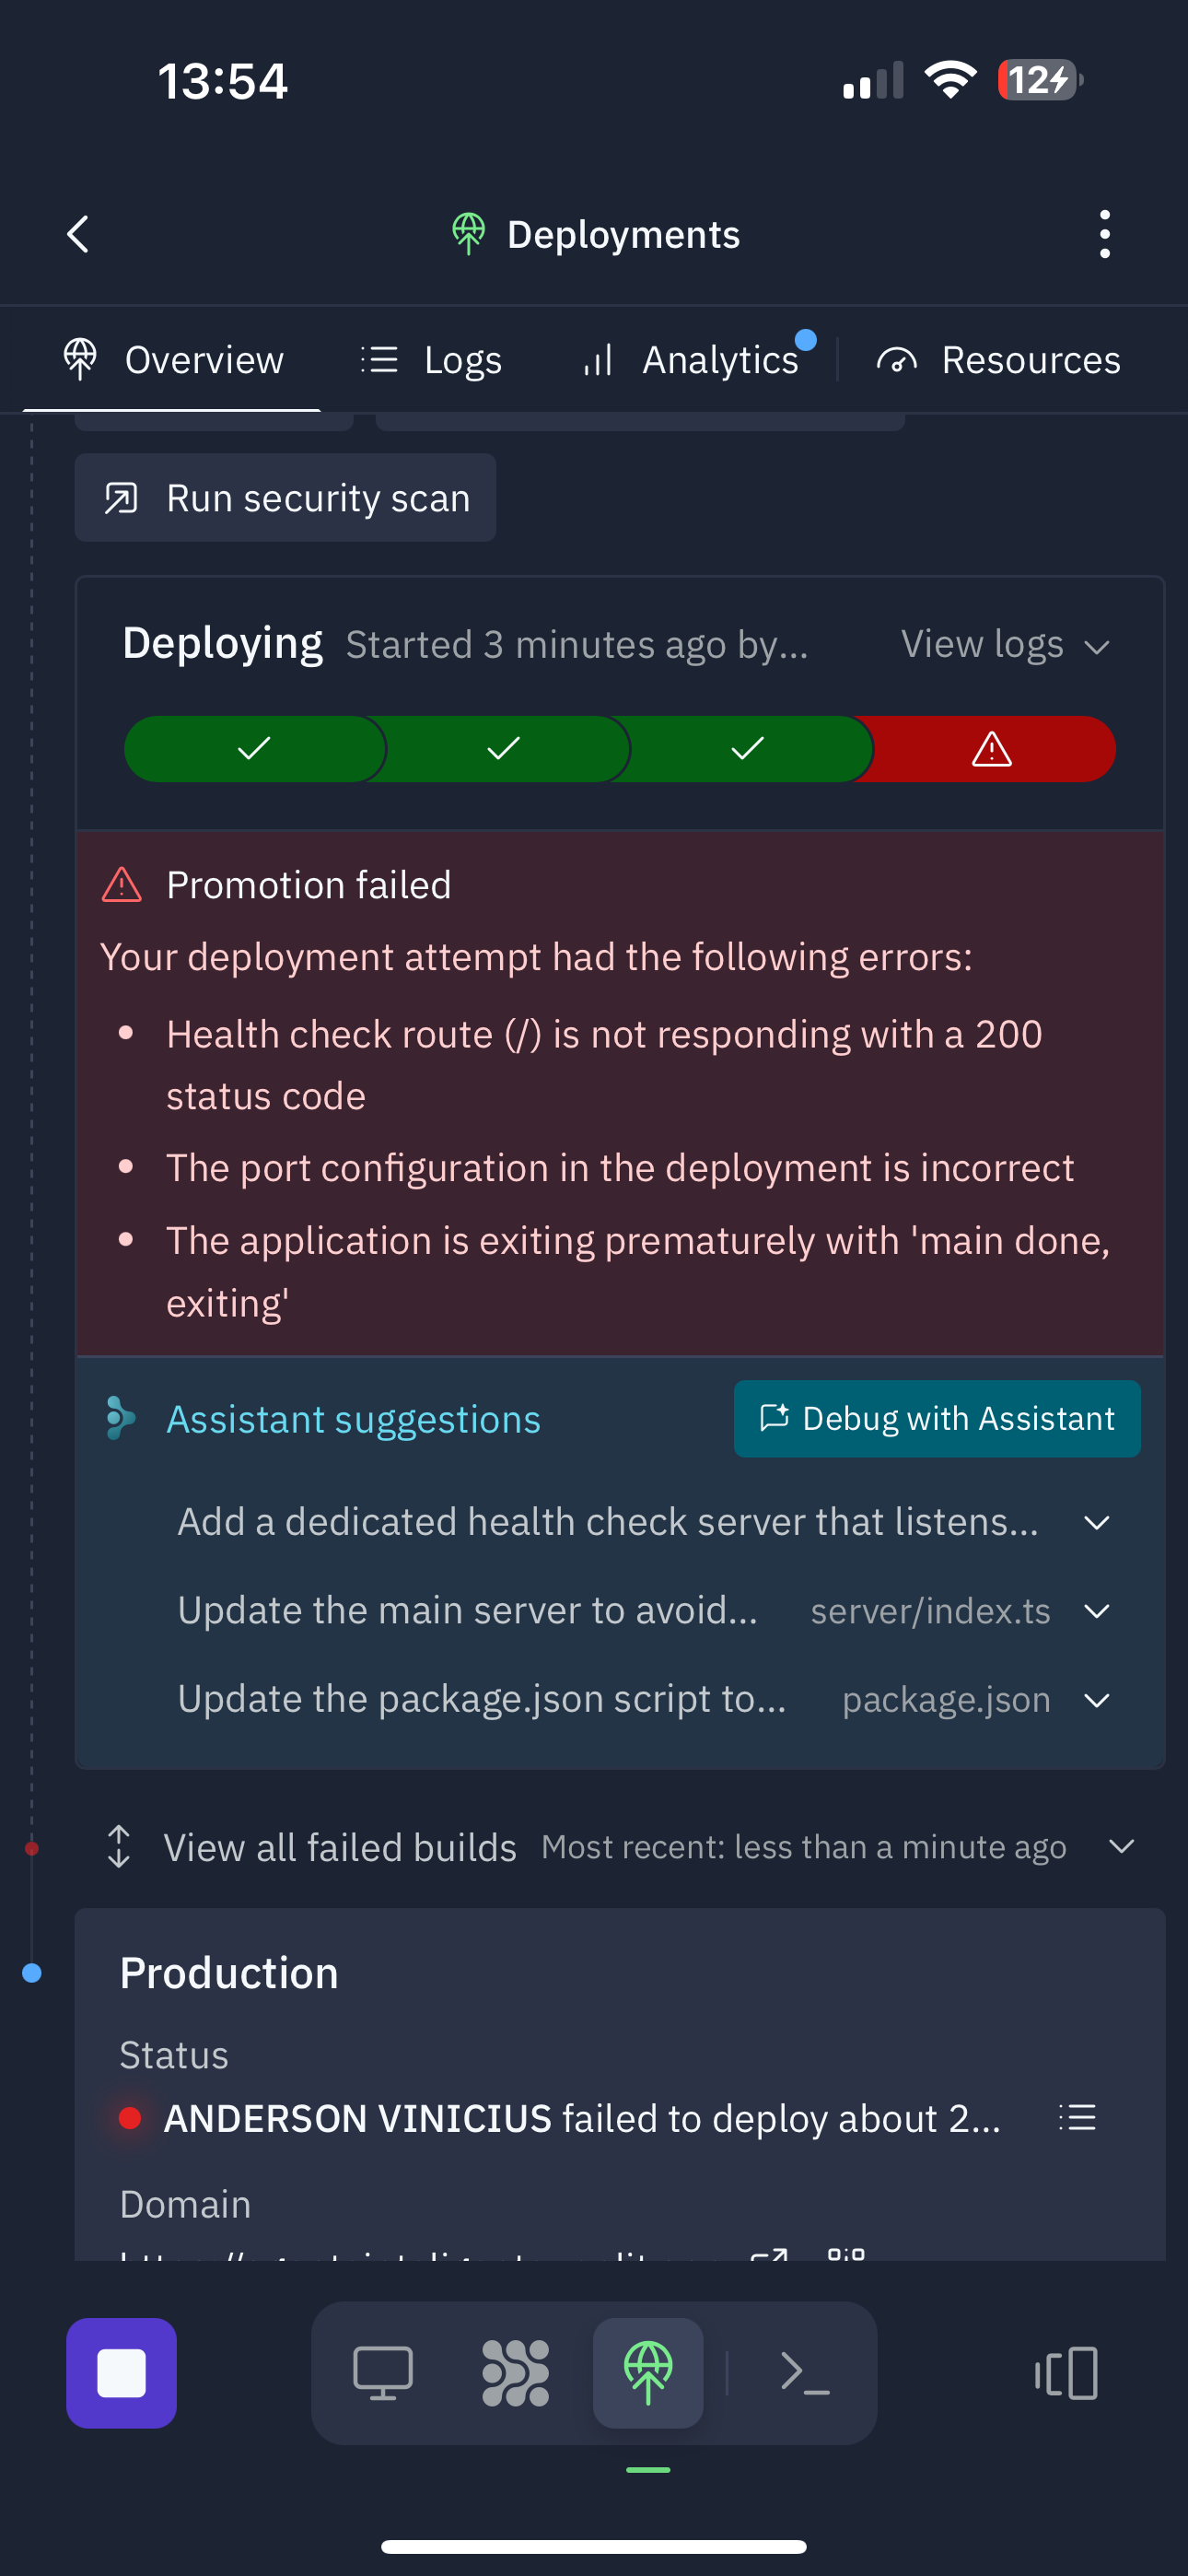 13:54
12
Deployments
Overview
Logs
Analytics
Resources
Run security scan
Deploying Started 3 minutes ago by... View logs
Promotion failed
Your deployment attempt had the following errors:
• Health check route (/) is not responding with a 200
status code
• The port configuration in the deployment is incorrect
• The application is exiting prematurely with 'main done,
exiting'
Assistant suggestions
Debug with Assistant
Add a dedicated health check server that listens...
Update the main server to avoid... server/index.ts
Update the package.json script to... package.json
View all failed builds Most recent: less than a minute ago
Production
Status
ANDERSON VINICIUS failed to deploy about 2...
Domain